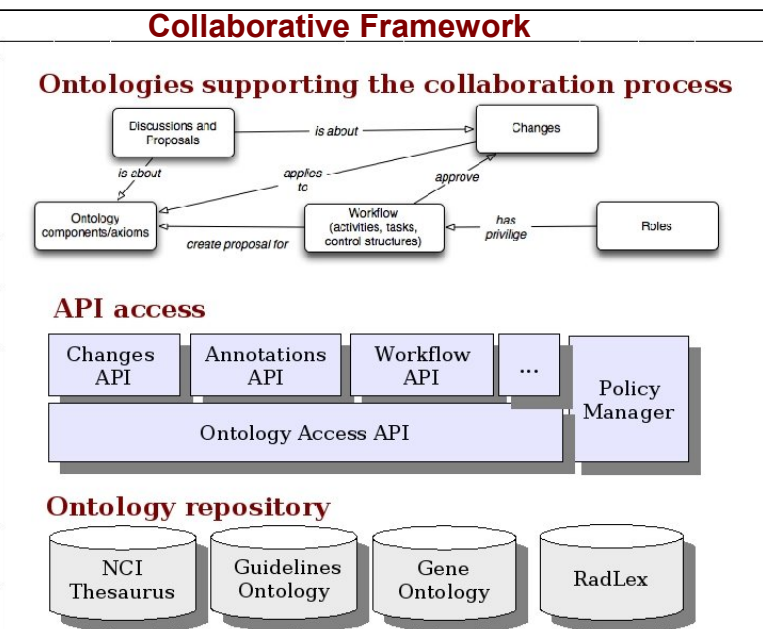 Collaborative Framework
Ontologies supporting the collaboration process
Discussions and
Proposals
is about
Changes
is about
applies
to
approve
Ontology
components/axioms
create proposal for
Workflow
(activities, tasks,
control structures)
has
privilige
Roles
API access
Changes
API
Annotations
API
Workflow
API
...
Policy
Manager
Ontology Access API
Ontology repository
NCI
Thesaurus
Guidelines
Ontology
Gene
Ontology
RadLex